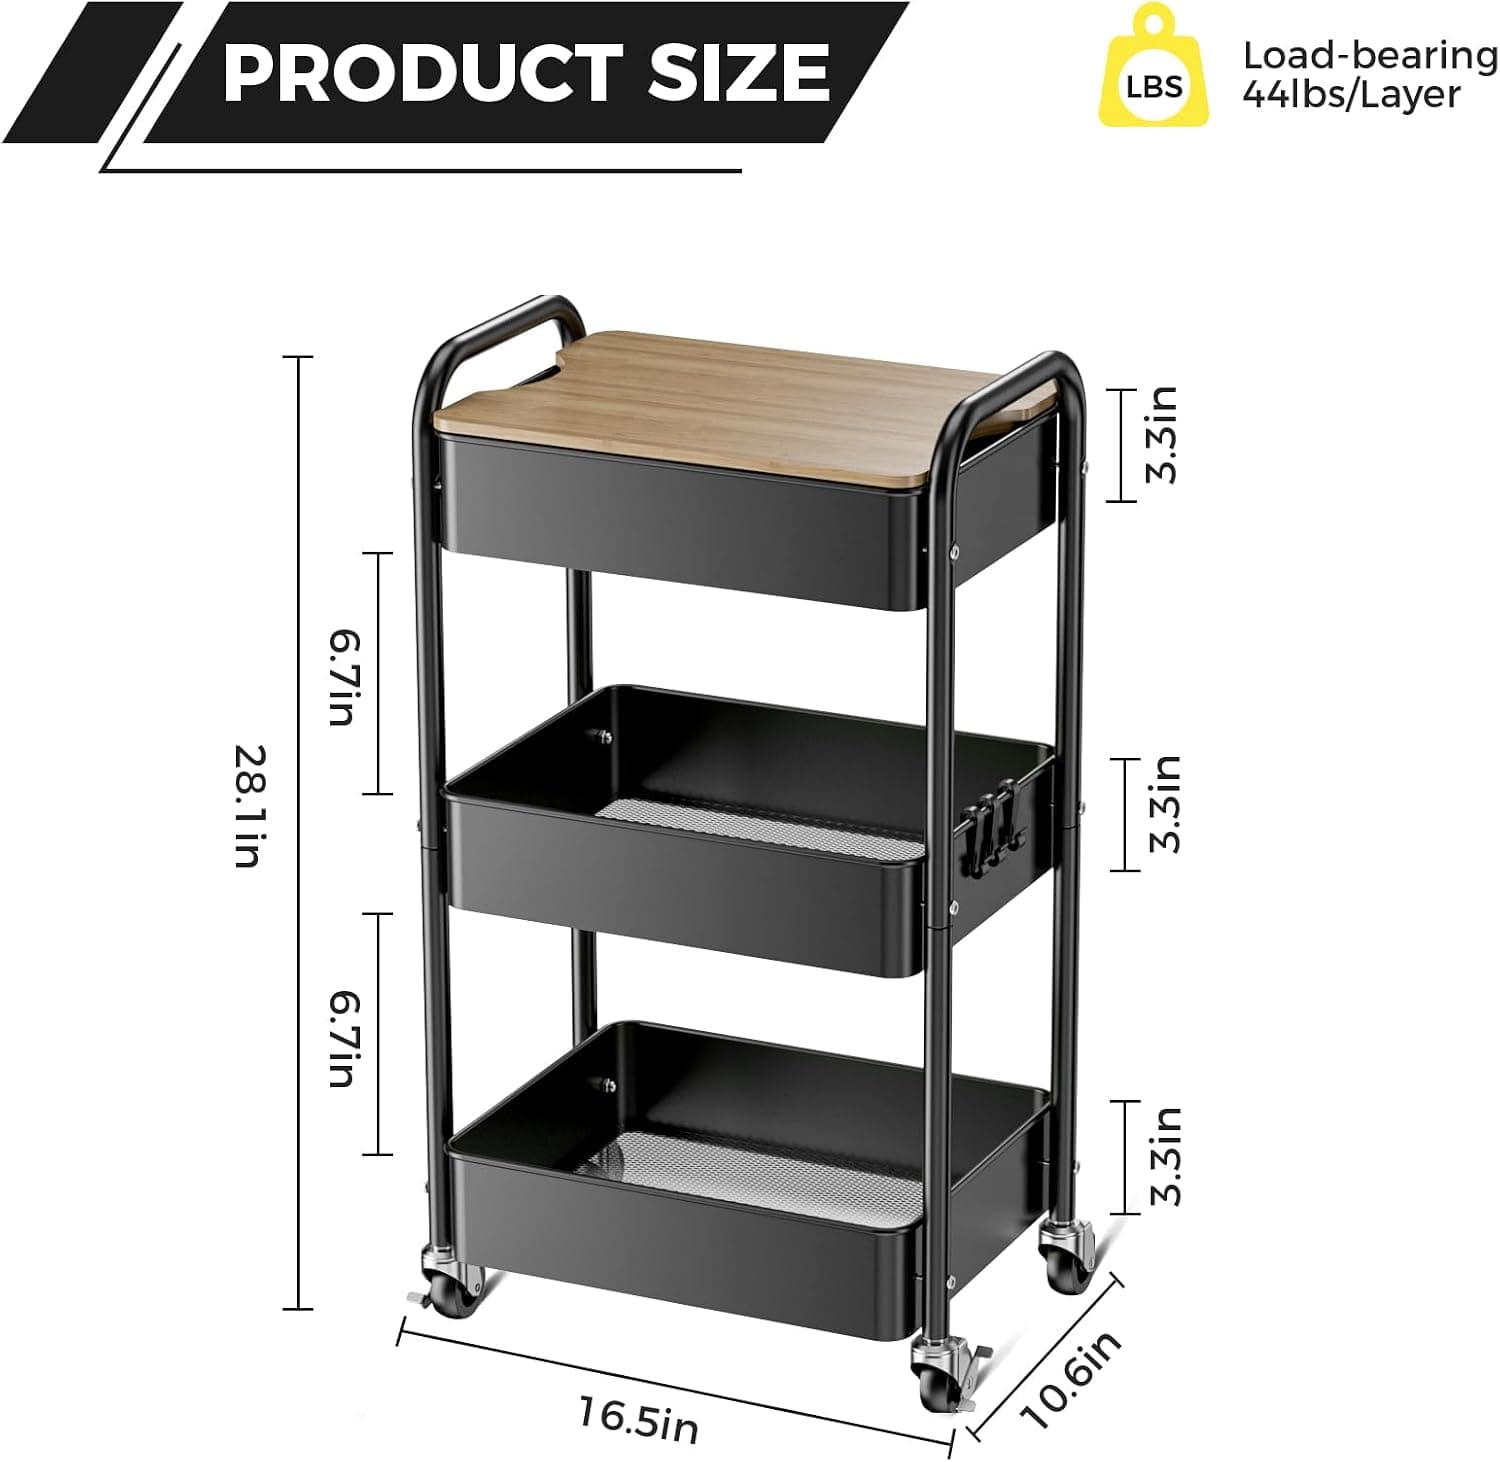 PRODUCT SIZE
LBS
Load-bearing
44lbs/Layer
3.3in
6.7in
28.1in
3.3in
6.7in
3.3in
10.6in
16.5in